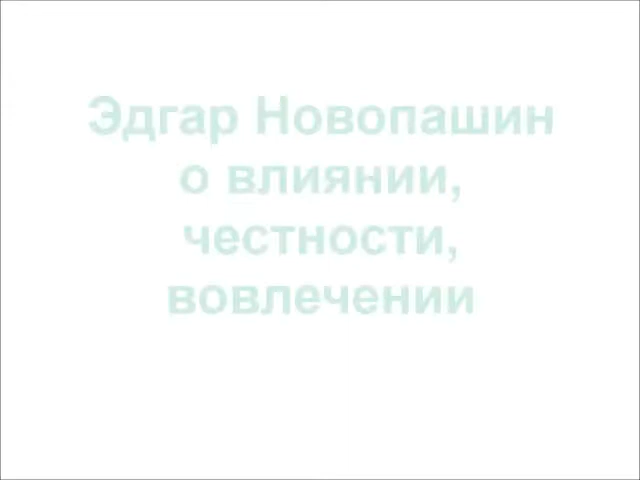 Эдгар Новопашин
о влиянии,
честности,
вовлечении